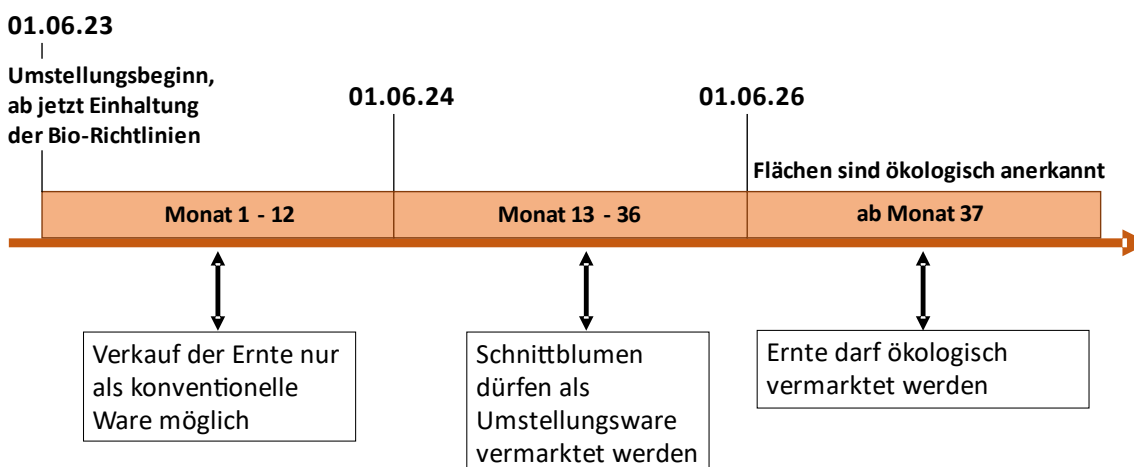 01.06.23
Umstellungsbeginn,
ab jetzt Einhaltung
der Bio-Richtlinien
01.06.24
01.06.26
Flächen sind ökologisch anerkannt
Monat 1 - 12
Monat 13 - 36
ab Monat 37
Verkauf der Ernte nur
als konventionelle
Ware möglich
Schnittblumen
dürfen als
Umstellungsware
vermarktet werden
Ernte darf ökologisch
vermarktet werden